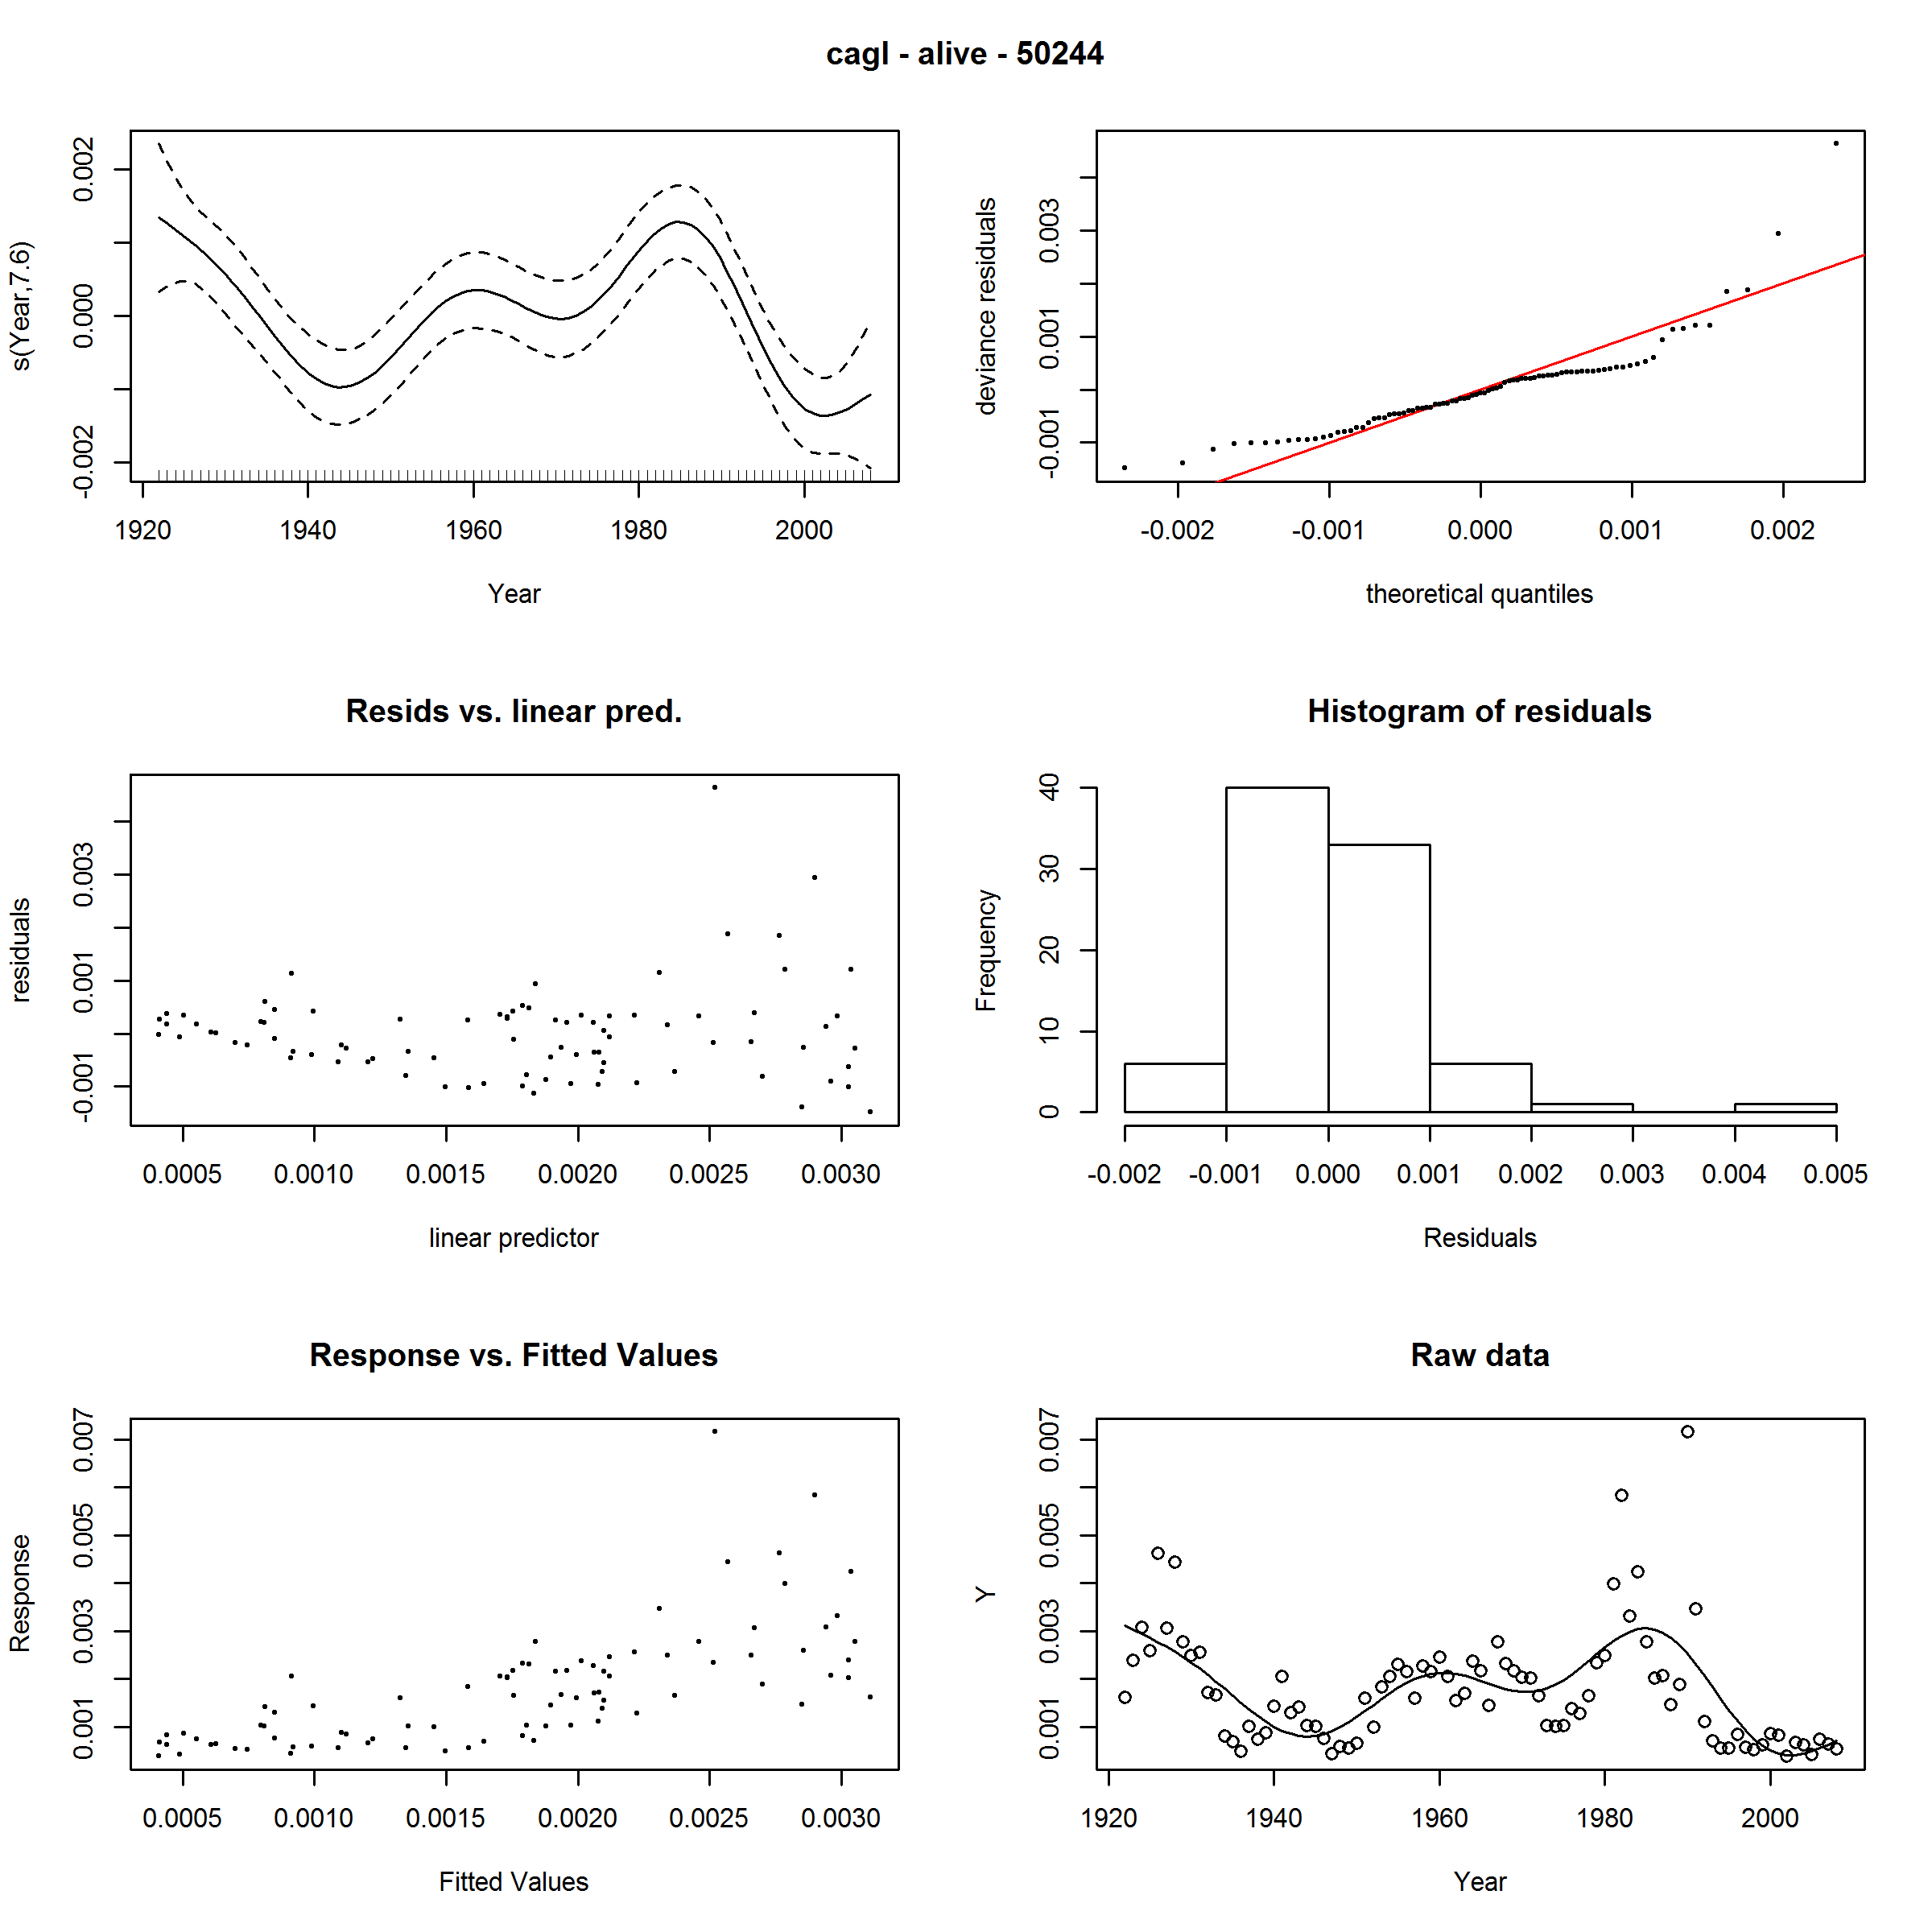 cagl - alive - 50244
s(Year,7.6)
-0.002 0.000 0.002
1920 1940 1960 1980 2000
Year
deviance residuals
-0.001 0.001 0.003
-0.002 -0.001 0.000 0.001 0.002
theoretical quantiles
Resids vs. linear pred.
residuals
-0.001 0.001 0.003
0.0005 0.0010 0.0015 0.0020 0.0025 0.0030
linear predictor
Histogram of residuals
Frequency
0 10 20 30 40
-0.002 -0.001 0.000 0.001 0.002 0.003 0.004 0.005
Residuals
Response vs. Fitted Values
Response
0.001 0.003 0.005 0.007
0.0005 0.0010 0.0015 0.0020 0.0025 0.0030
Fitted Values
Raw data
Y
0.001 0.003 0.005 0.007
1920 1940 1960 1980 2000
Year